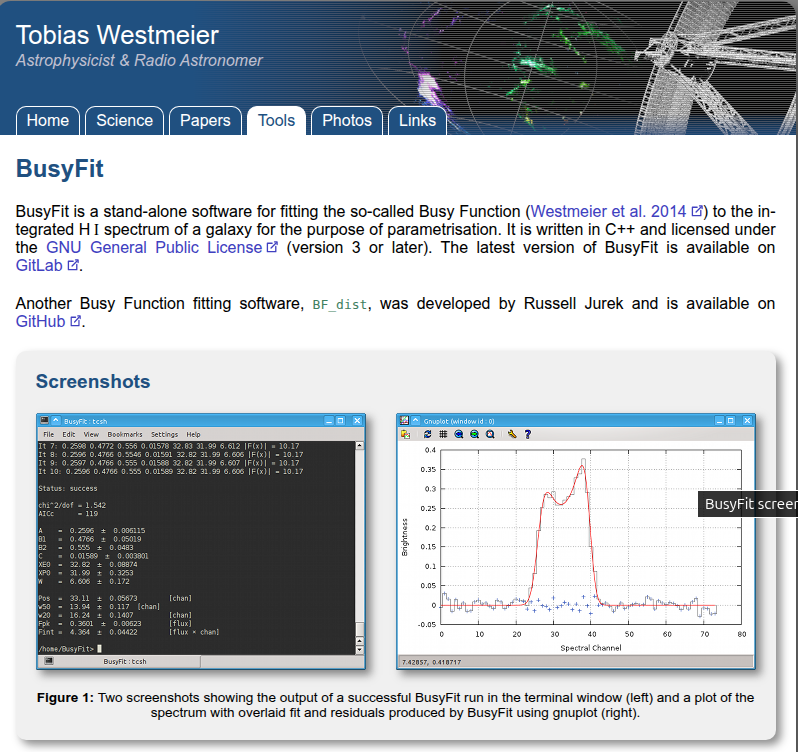 Tobias Westmeier
Astrophysicist & Radio Astronomer
Home Science Papers Tools Photos Links
BusyFit
BusyFit is a stand-alone software for fitting the so-called Busy Function (Westmeier et al. 2014) to the in-
tegrated H I spectrum of a galaxy for the purpose of parametrisation. It is written in C++ and licensed under
the GNU General Public License (version 3 or later). The latest version of BusyFit is available on
GitLab.
Another Busy Function fitting software, BF_dist, was developed by Russell Jurek and is available on
GitHub.
Screenshots
BusyFit : tcsh
File Edit View Bookmarks Settings Help
It 7: 0.2598 0.4772 0.556 0.01578 32.83 31.99 6.612 |F(x)| = 10.17
It 8: 0.2596 0.4766 0.5546 0.01591 32.82 31.99 6.606 |F(x)| = 10.17
It 9: 0.2597 0.4766 0.555 0.01588 32.82 31.99 6.607 |F(x)| = 10.17
It 10: 0.2596 0.4766 0.555 0.01589 32.82 31.99 6.606 |F(x)| = 10.17
Status: success
chi^2/dof = 1.542
AICc = 119
A = 0.2596 ± 0.006115
B1 = 0.4766 ± 0.05019
B2 = 0.555 ± 0.0483
C = 0.01589 ± 0.003801
XE0 = 32.82 ± 0.08874
XP0 = 31.99 ± 0.3253
W = 6.606 ± 0.172
Pos = 33.11 ± 0.05673 [chan]
w50 = 13.94 ± 0.117 [chan]
w20 = 16.24 ± 0.1407 [chan]
Fpk = 0.3601 ± 0.00623 [flux]
Fint = 4.364 ± 0.04422 [flux × chan]
/home/BusyFit>
BusyFit : tcsh
Gnuplot (window id : 0)
0.4
0.35
0.3
0.25
0.2
0.15
0.1
0.05
0
-0.05
Brightness
0 10 20 30 40 50 60 70 80
Spectral Channel
7.42857, 0.418717
BusyFit screen
Figure 1: Two screenshots showing the output of a successful BusyFit run in the terminal window (left) and a plot of the
spectrum with overlaid fit and residuals produced by BusyFit using gnuplot (right).